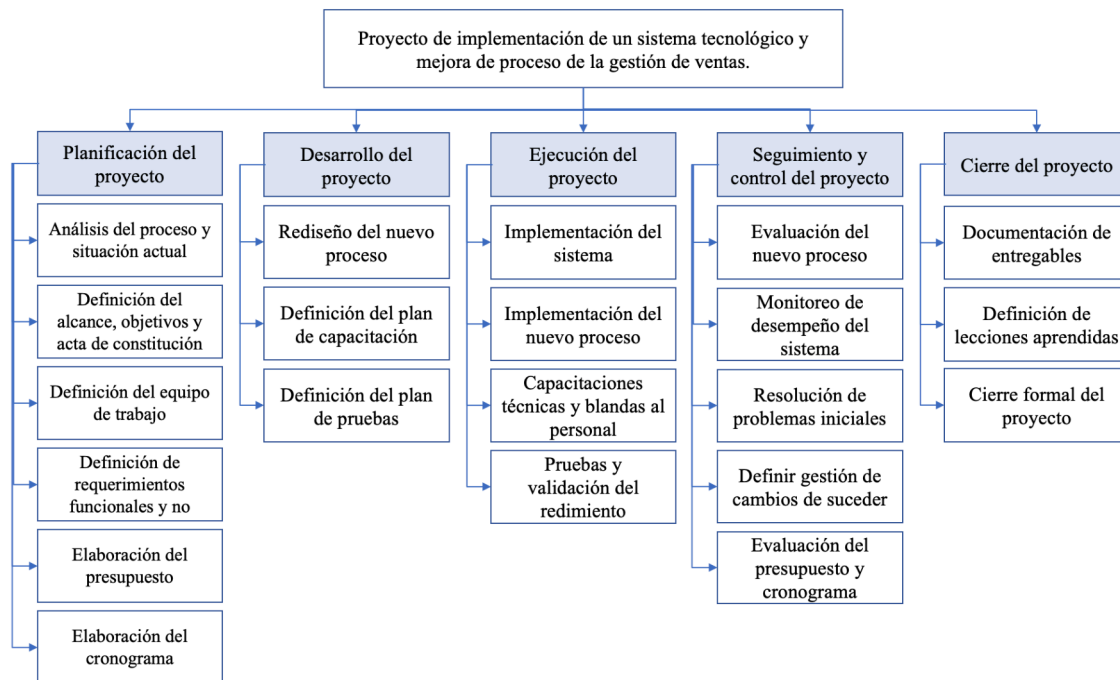 Proyecto de implementación de un sistema tecnológico y
mejora de proceso de la gestión de ventas.
Planificación del
proyecto
Análisis del proceso y
situación actual
Definición del
alcance, objetivos y
acta de constitución
Definición del equipo
de trabajo
Definición de
requerimientos
funcionales y no
Elaboración del
presupuesto
Elaboración del
cronograma
Desarrollo del
proyecto
Rediseño del nuevo
proceso
Definición del plan
de capacitación
Definición del plan
de pruebas
Ejecución del
proyecto
Implementación del
sistema
Implementación del
nuevo proceso
Capacitaciones
técnicas y blandas al
personal
Pruebas y
validación del
redimiento
Seguimiento y
control del proyecto
Evaluación del
nuevo proceso
Monitoreo de
desempeño del
sistema
Resolución de
problemas iniciales
Definir gestión de
cambios de suceder
Evaluación del
presupuesto y
cronograma
Cierre del proyecto
Documentación de
entregables
Definición de
lecciones aprendidas
Cierre formal del
proyecto